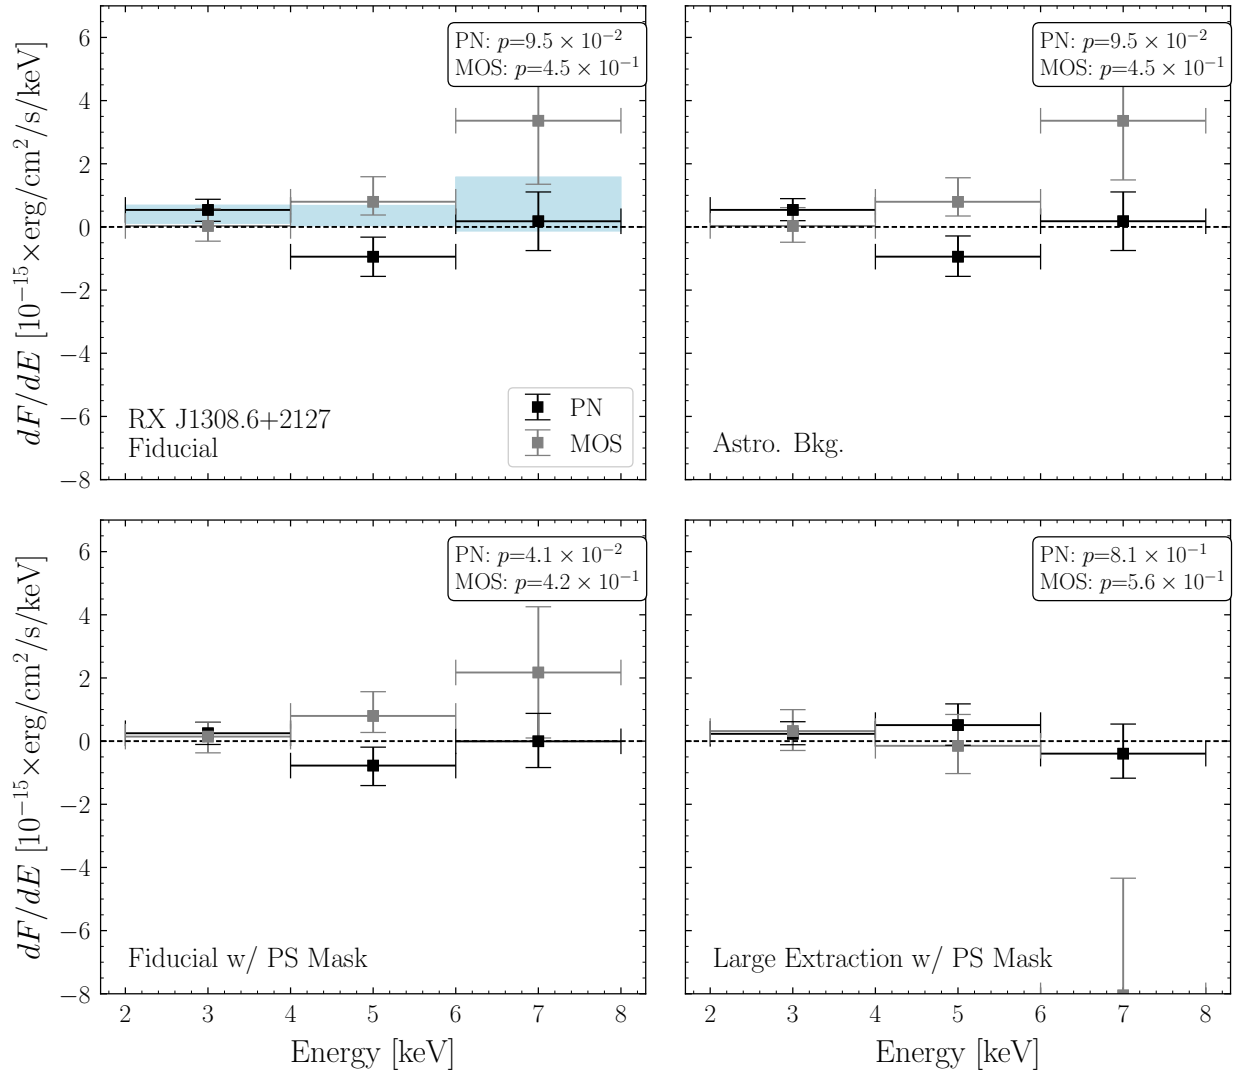 6
4
2
0
−2
−4
−6
−8
dF/dE [10⁻¹⁵×erg/cm²/s/keV]
PN: p=9.5 × 10⁻²
MOS: p=4.5 × 10⁻¹
RX J1308.6+2127
Fiducial
PN
MOS
PN: p=9.5 × 10⁻²
MOS: p=4.5 × 10⁻¹
Astro. Bkg.
6
4
2
0
−2
−4
−6
−8
dF/dE [10⁻¹⁵×erg/cm²/s/keV]
PN: p=4.1 × 10⁻²
MOS: p=4.2 × 10⁻¹
Fiducial w/ PS Mask
2 3 4 5 6 7 8
Energy [keV]
PN: p=8.1 × 10⁻¹
MOS: p=5.6 × 10⁻¹
Large Extraction w/ PS Mask
2 3 4 5 6 7 8
Energy [keV]